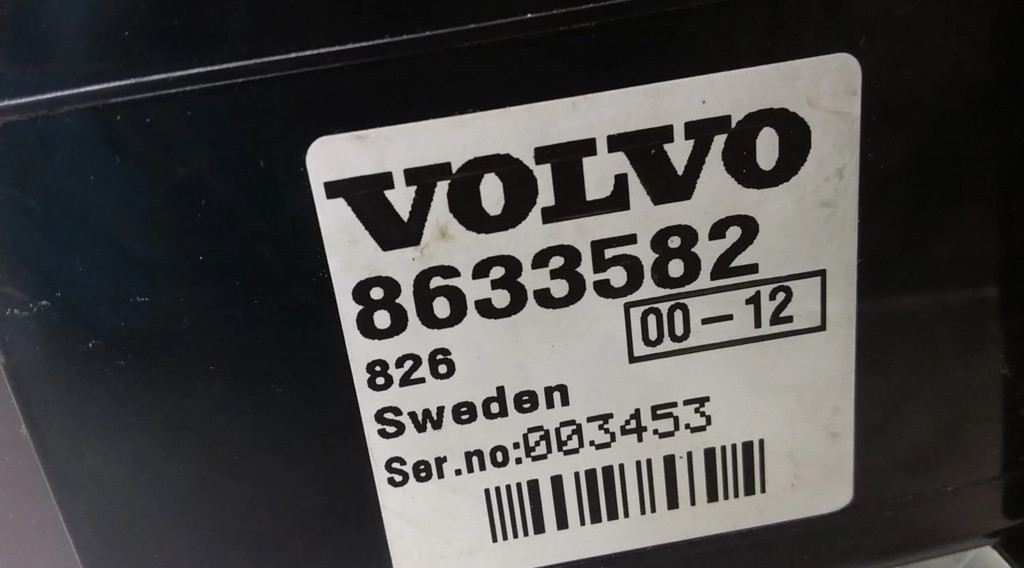 VOLVO
8633582
00-12
826
Sweden
Ser.no:003453